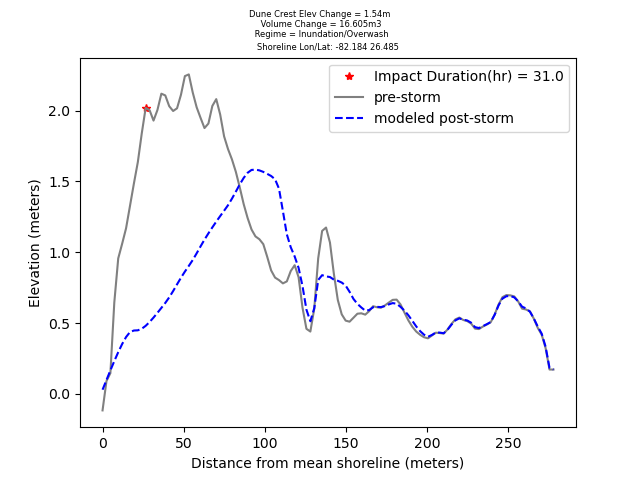 Dune Crest Elev Change = 1.54m
Volume Change = 16.605m3
Regime = Inundation/Overwash
Shoreline Lon/Lat: -82.184 26.485
Impact Duration(hr) = 31.0
pre-storm
modeled post-storm
Elevation (meters)
2.0
1.5
1.0
0.5
0.0
0 50 100 150 200 250
Distance from mean shoreline (meters)